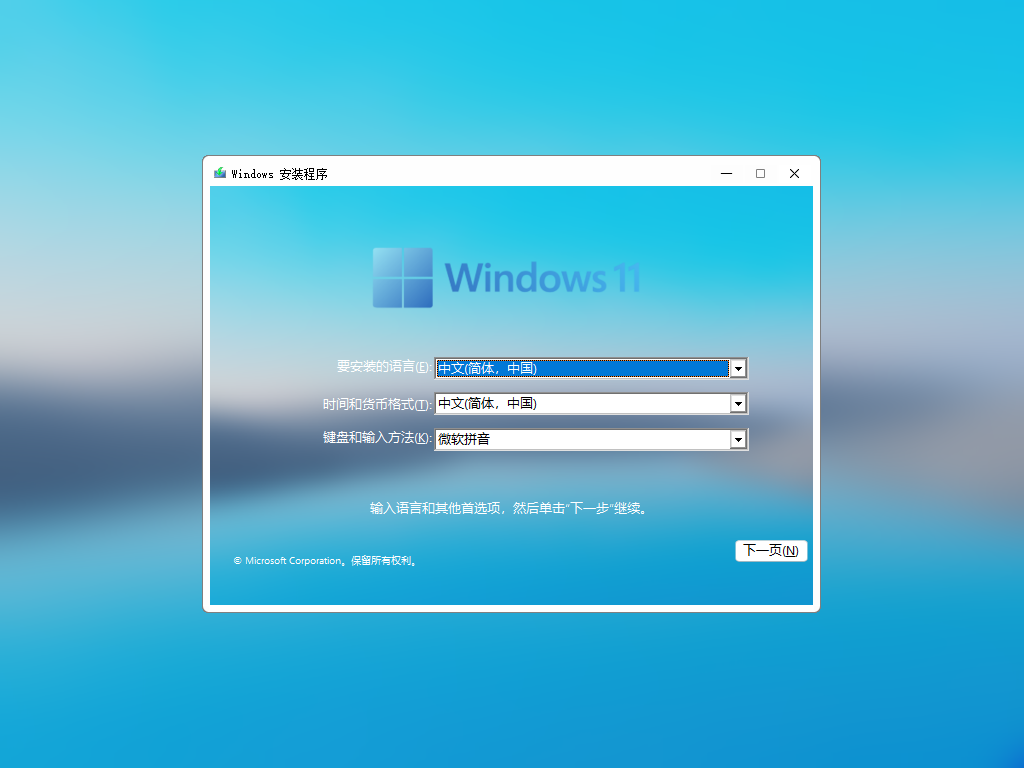 Windows 安装程序
Windows 11
要安装的语言(E): 中文(简体，中国)
时间和货币格式(T): 中文(简体，中国)
键盘和输入方法(K): 微软拼音
输入语言和其他首选项，然后单击"下一步"继续。
下一页(N)
© Microsoft Corporation。保留所有权利。